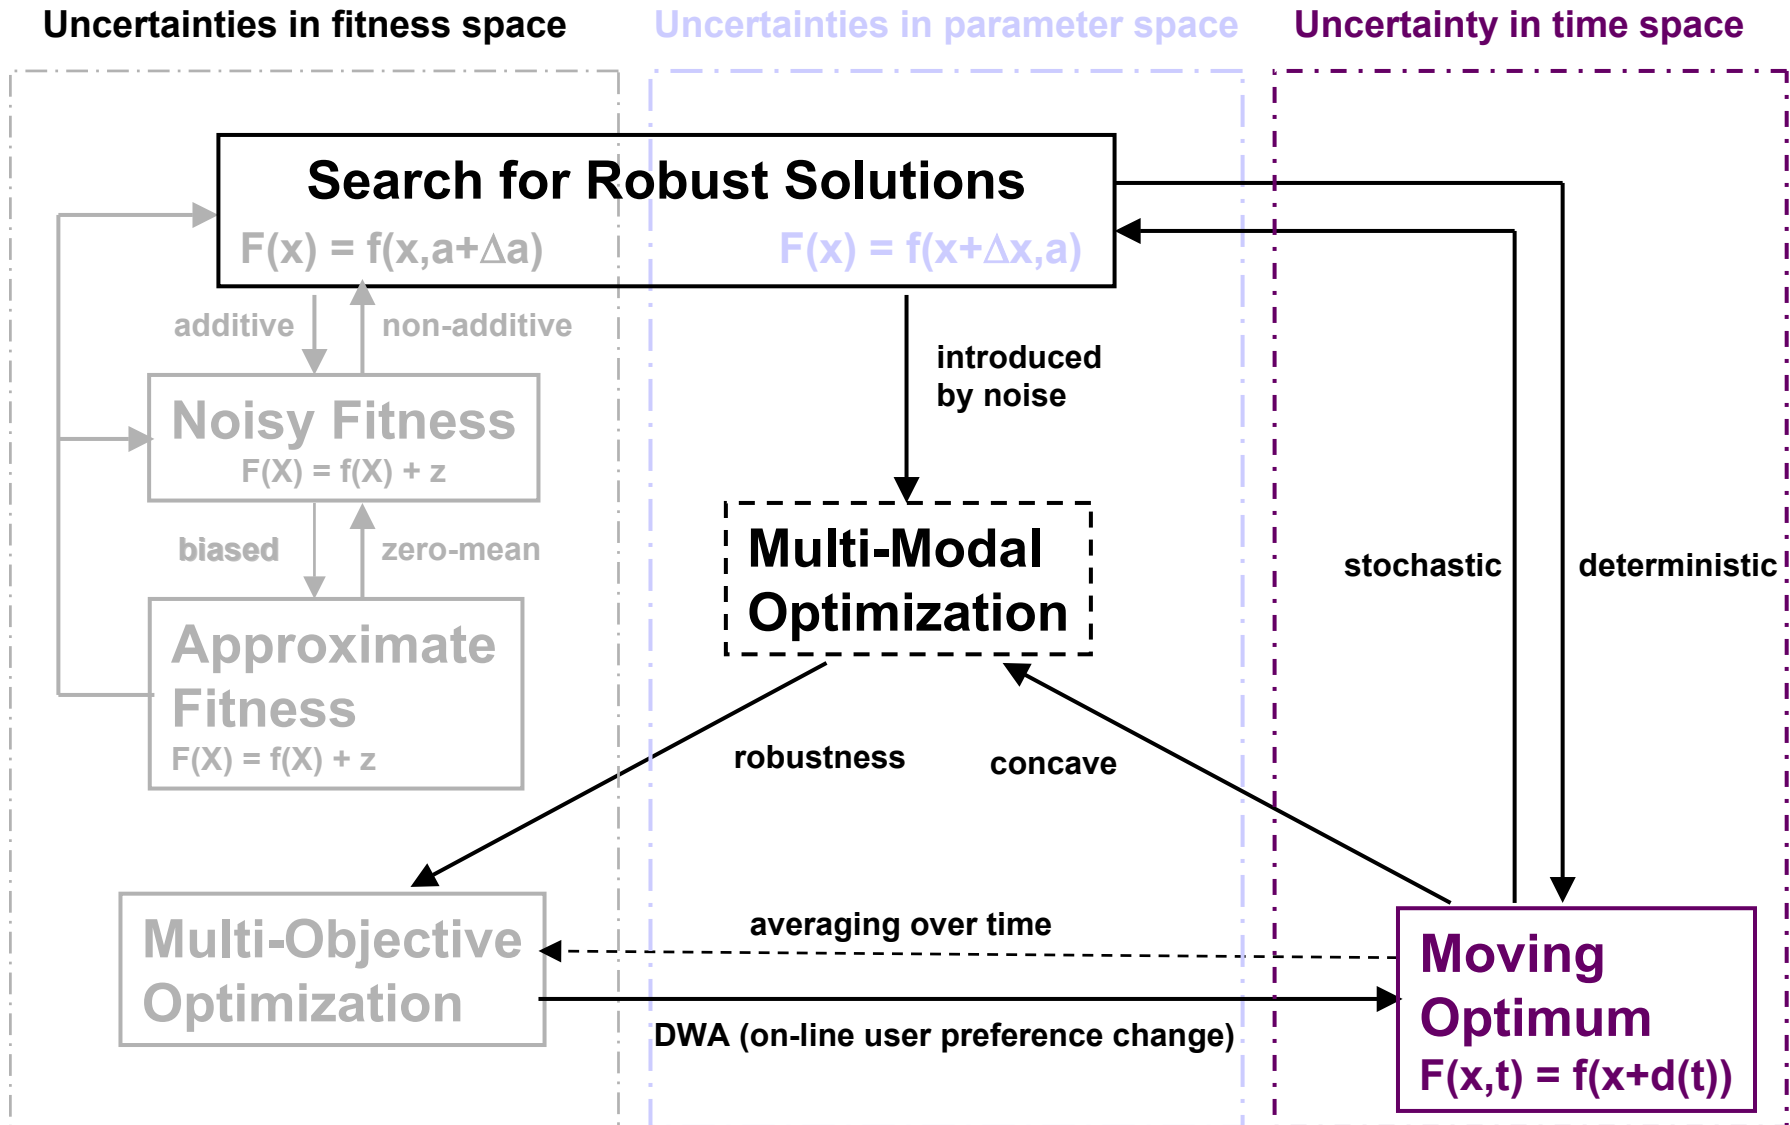 Uncertainties in fitness space
Uncertainties in parameter space
Uncertainty in time space
Search for Robust Solutions
F(x) = f(x,a+Δa)
F(x) = f(x+Δx,a)
additive
non-additive
introduced
by noise
Noisy Fitness
F(X) = f(X) + z
biased
zero-mean
Multi-Modal
Optimization
stochastic
deterministic
Approximate
Fitness
F(X) = f(X) + z
robustness
concave
averaging over time
Multi-Objective
Optimization
DWA (on-line user preference change)
Moving
Optimum
F(x,t) = f(x+d(t))